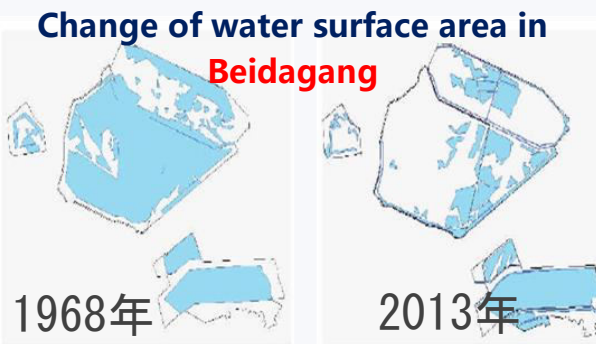 Change of water surface area in
Beidagang
1968年
2013年